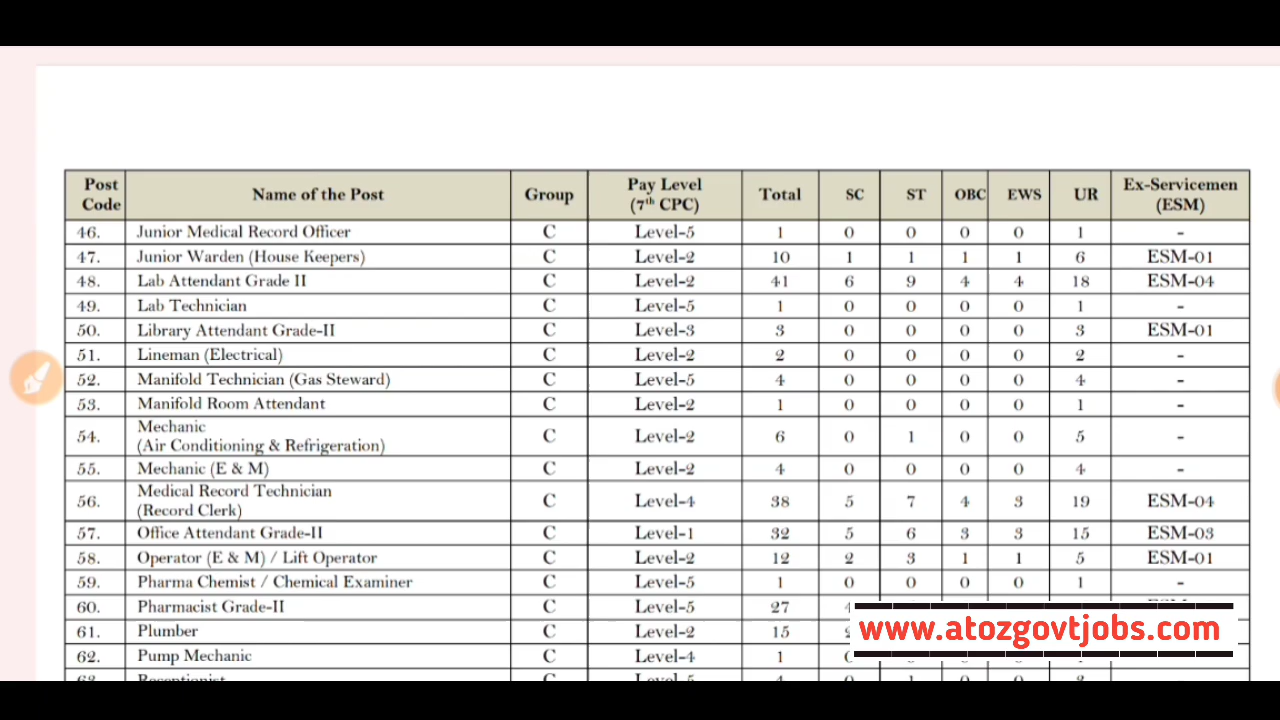 Post Code Name of the Post Group Pay Level (7th CPC) Total SC ST OBC EWS UR Ex-Servicemen (ESM)
46. Junior Medical Record Officer C Level-5 1 0 0 0 0 1 -
47. Junior Warden (House Keepers) C Level-2 10 1 1 1 1 6 ESM-01
48. Lab Attendant Grade II C Level-2 41 6 9 4 4 18 ESM-04
49. Lab Technician C Level-5 1 0 0 0 0 1 -
50. Library Attendant Grade-II C Level-3 3 0 0 0 0 3 ESM-01
51. Lineman (Electrical) C Level-2 2 0 0 0 0 2 -
52. Manifold Technician (Gas Steward) C Level-5 4 0 0 0 0 4 -
53. Manifold Room Attendant C Level-2 1 0 0 0 0 1 -
54. Mechanic (Air Conditioning & Refrigeration) C Level-2 6 0 1 0 0 5 -
55. Mechanic (E & M) C Level-2 4 0 0 0 0 4 -
56. Medical Record Technician (Record Clerk) C Level-4 38 5 7 4 3 19 ESM-04
57. Office Attendant Grade-II C Level-1 32 5 6 3 3 15 ESM-03
58. Operator (E & M) / Lift Operator C Level-2 12 2 3 1 1 5 ESM-01
59. Pharma Chemist / Chemical Examiner C Level-5 1 0 0 0 0 1 -
60. Pharmacist Grade-II C Level-5 27
61. Plumber C Level-2 15
62. Pump Mechanic C Level-4 1
www.atozgovtjobs.com